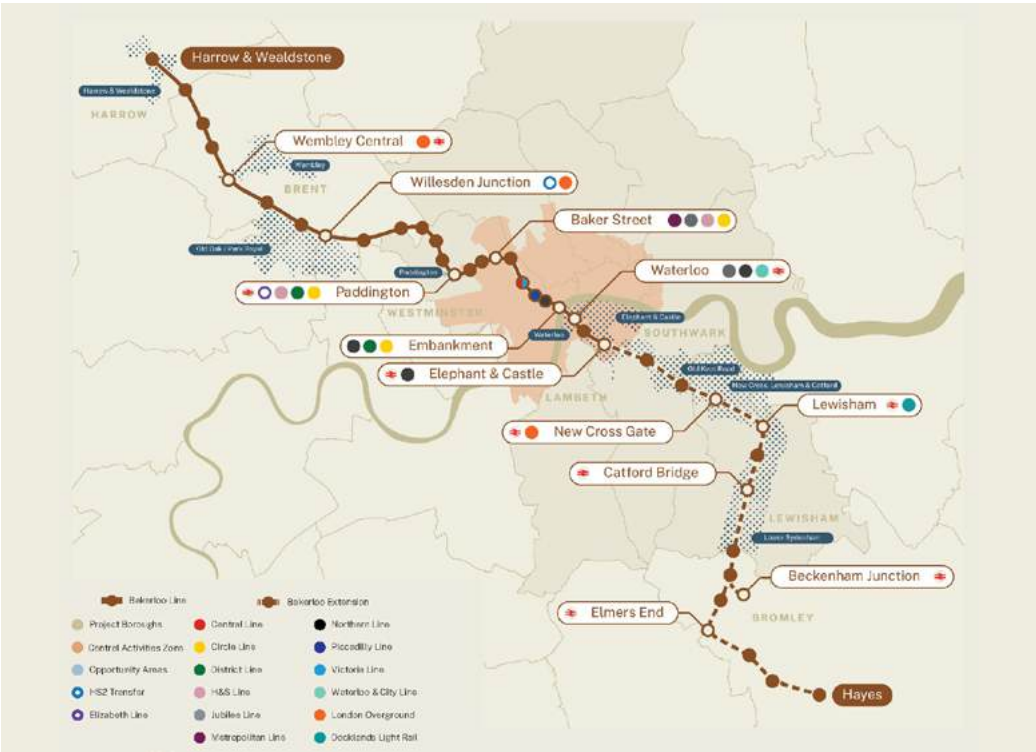 Harrow & Wealdstone
Harrow & Wealdstone
HARROW
Wembley Central
Wembley
BRENT
Willesden Junction
Baker Street
Old Oak / Park Royal
Paddington
Waterloo
Paddington
WESTMINSTER
Elephant & Castle
SOUTHWARK
Waterloo
Embankment
Elephant & Castle
Old Kent Road
New Cross, Lewisham & Catford
LAMBETH
Lewisham
New Cross Gate
Catford Bridge
LEWISHAM
Lower Sydenham
Beckenham Junction
Elmers End
BROMLEY
Hayes
Bakerloo Line
Bakerloo Extension
Project Boroughs
Central Line
Northern Line
Central Activities Zone
Circle Line
Piccadilly Line
Opportunity Areas
District Line
Victoria Line
HS2 Transfer
H&S Line
Waterloo & City Line
Elizabeth Line
Jubilee Line
London Overground
Metropolitan Line
Docklands Light Rail